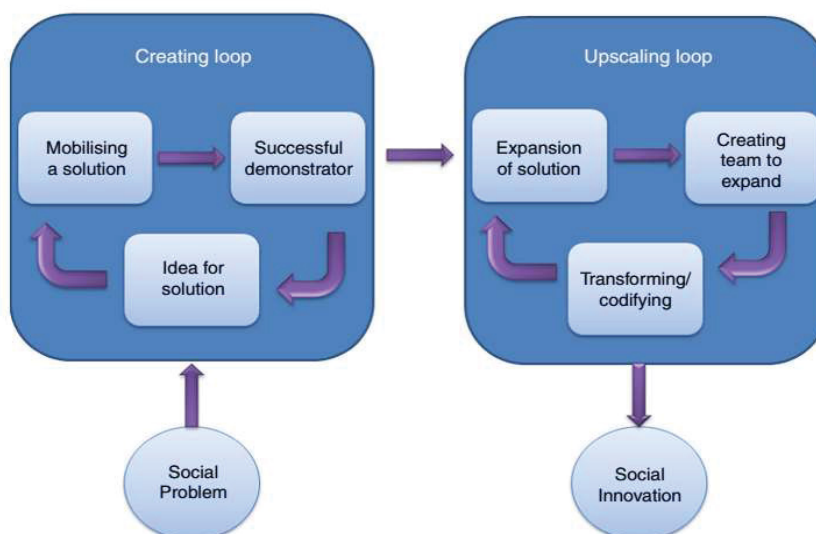 Creating loop
Mobilising
a solution
Successful
demonstrator
Idea for
solution
Upscaling loop
Expansion
of solution
Creating
team to
expand
Transforming/
codifying
Social
Problem
Social
Innovation